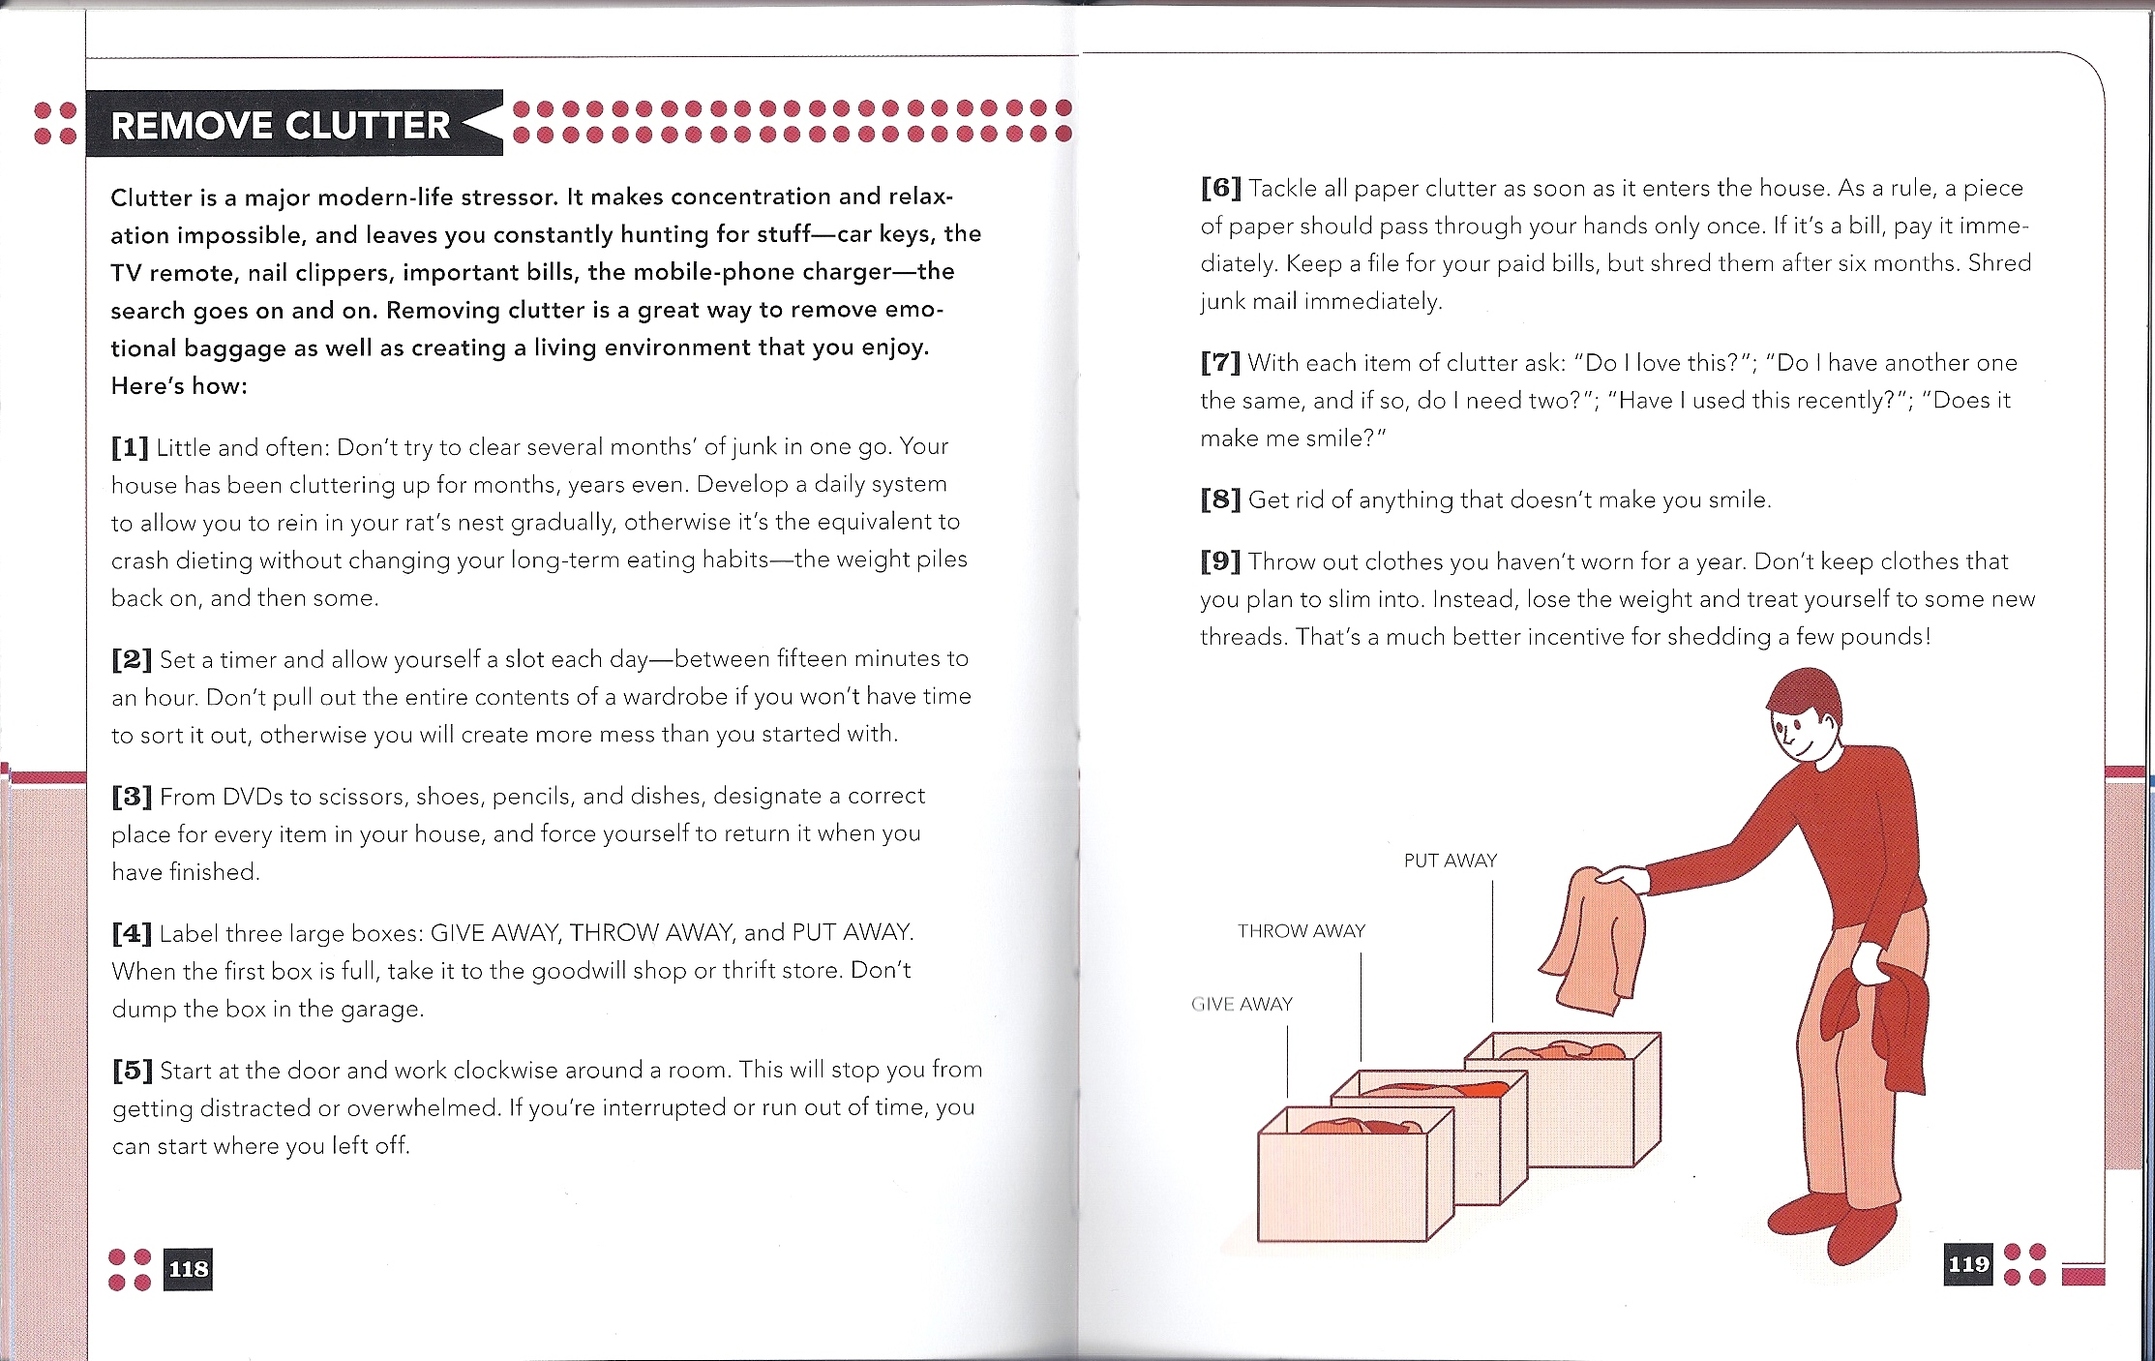 REMOVE CLUTTER
Clutter is a major modern-life stressor. It makes concentration and relax-
ation impossible, and leaves you constantly hunting for stuff—car keys, the
TV remote, nail clippers, important bills, the mobile-phone charger—the
search goes on and on. Removing clutter is a great way to remove emo-
tional baggage as well as creating a living environment that you enjoy.
Here’s how:
[1] Little and often: Don’t try to clear several months’ of junk in one go. Your
house has been cluttering up for months, years even. Develop a daily system
to allow you to rein in your rat’s nest gradually, otherwise it’s the equivalent to
crash dieting without changing your long-term eating habits—the weight piles
back on, and then some.
[2] Set a timer and allow yourself a slot each day—between fifteen minutes to
an hour. Don’t pull out the entire contents of a wardrobe if you won’t have time
to sort it out, otherwise you will create more mess than you started with.
[3] From DVDs to scissors, shoes, pencils, and dishes, designate a correct
place for every item in your house, and force yourself to return it when you
have finished.
[4] Label three large boxes: GIVE AWAY, THROW AWAY, and PUT AWAY.
When the first box is full, take it to the goodwill shop or thrift store. Don’t
dump the box in the garage.
[5] Start at the door and work clockwise around a room. This will stop you from
getting distracted or overwhelmed. If you’re interrupted or run out of time, you
can start where you left off.
118
[6] Tackle all paper clutter as soon as it enters the house. As a rule, a piece
of paper should pass through your hands only once. If it’s a bill, pay it imme-
diately. Keep a file for your paid bills, but shred them after six months. Shred
junk mail immediately.
[7] With each item of clutter ask: “Do I love this?”; “Do I have another one
the same, and if so, do I need two?”; “Have I used this recently?”; “Does it
make me smile?”
[8] Get rid of anything that doesn’t make you smile.
[9] Throw out clothes you haven’t worn for a year. Don’t keep clothes that
you plan to slim into. Instead, lose the weight and treat yourself to some new
threads. That’s a much better incentive for shedding a few pounds!
PUT AWAY
THROW AWAY
GIVE AWAY
119